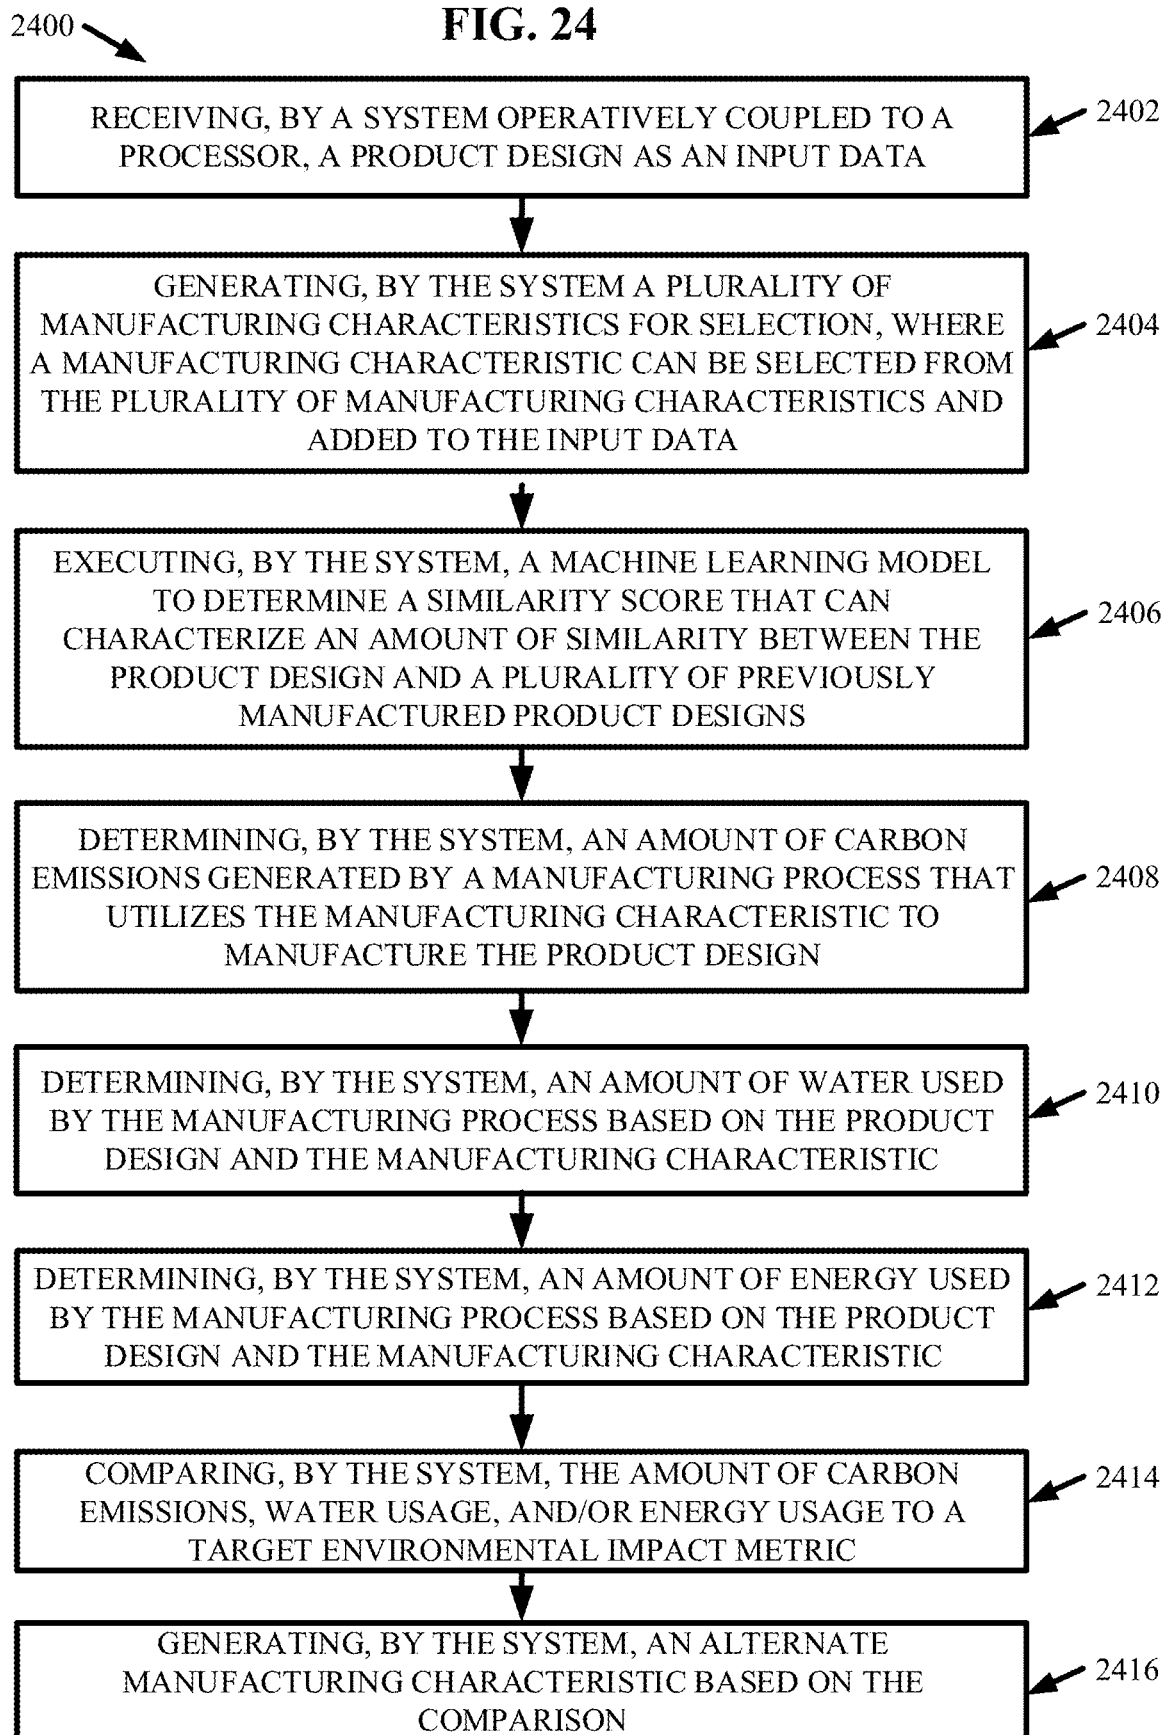 FIG. 24
2400
RECEIVING, BY A SYSTEM OPERATIVELY COUPLED TO A
PROCESSOR, A PRODUCT DESIGN AS AN INPUT DATA
2402
GENERATING, BY THE SYSTEM A PLURALITY OF
MANUFACTURING CHARACTERISTICS FOR SELECTION, WHERE
A MANUFACTURING CHARACTERISTIC CAN BE SELECTED FROM
THE PLURALITY OF MANUFACTURING CHARACTERISTICS AND
ADDED TO THE INPUT DATA
2404
EXECUTING, BY THE SYSTEM, A MACHINE LEARNING MODEL
TO DETERMINE A SIMILARITY SCORE THAT CAN
CHARACTERIZE AN AMOUNT OF SIMILARITY BETWEEN THE
PRODUCT DESIGN AND A PLURALITY OF PREVIOUSLY
MANUFACTURED PRODUCT DESIGNS
2406
DETERMINING, BY THE SYSTEM, AN AMOUNT OF CARBON
EMISSIONS GENERATED BY A MANUFACTURING PROCESS THAT
UTILIZES THE MANUFACTURING CHARACTERISTIC TO
MANUFACTURE THE PRODUCT DESIGN
2408
DETERMINING, BY THE SYSTEM, AN AMOUNT OF WATER USED
BY THE MANUFACTURING PROCESS BASED ON THE PRODUCT
DESIGN AND THE MANUFACTURING CHARACTERISTIC
2410
DETERMINING, BY THE SYSTEM, AN AMOUNT OF ENERGY USED
BY THE MANUFACTURING PROCESS BASED ON THE PRODUCT
DESIGN AND THE MANUFACTURING CHARACTERISTIC
2412
COMPARING, BY THE SYSTEM, THE AMOUNT OF CARBON
EMISSIONS, WATER USAGE, AND/OR ENERGY USAGE TO A
TARGET ENVIRONMENTAL IMPACT METRIC
2414
GENERATING, BY THE SYSTEM, AN ALTERNATE
MANUFACTURING CHARACTERISTIC BASED ON THE
COMPARISON
2416